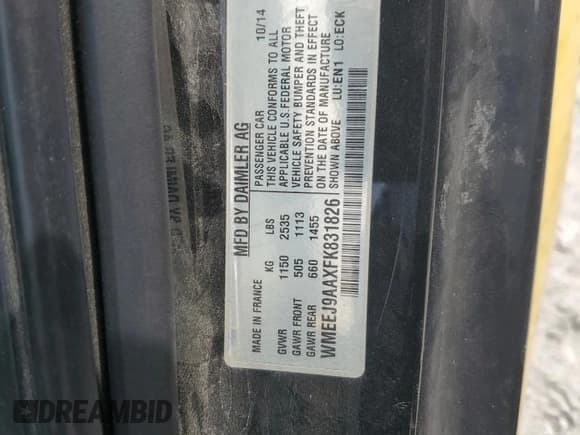 MFD BY DAIMLER AG
10/14
PASSENGER CAR
THIS VEHICLE CONFORMS TO ALL
APPLICABLE U.S. FEDERAL MOTOR
VEHICLE SAFETY BUMPER AND THEFT
PREVENTION STANDARDS IN EFFECT
ON THE DATE OF MANUFACTURE
SHOWN ABOVE LU:EN1 LO:ECK
MADE IN FRANCE
KG LBS
GVWR 1150 2535
GAWR FRONT 505 1113
GAWR REAR 660 1455
WMEEJ9AAXFK831826
DREAMBID